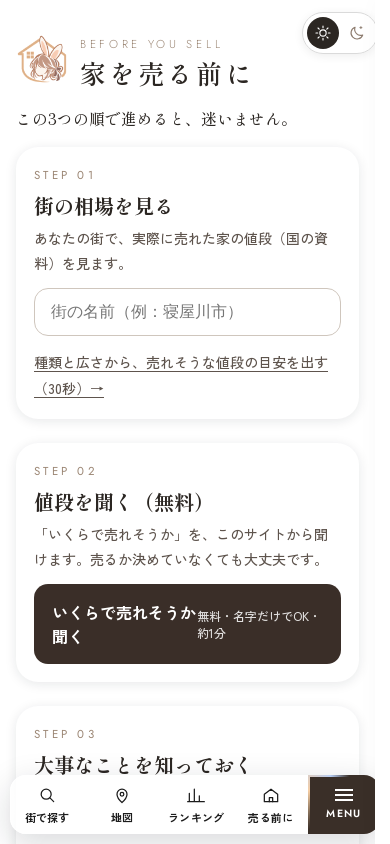 BEFORE YOU SELL
家を売る前に
この3つの順で進めると、迷いません。
STEP 01
街の相場を見る
あなたの街で、実際に売れた家の値段（国の資
料）を見ます。
街の名前（例：寝屋川市）
種類と広さから、売れそうな値段の目安を出す
（30秒）→
STEP 02
値段を聞く（無料）
「いくらで売れそうか」を、このサイトから聞
けます。売るか決めていなくても大丈夫です。
いくらで売れそうか
聞く
無料・名字だけでOK・
約1分
STEP 03
大事なことを知っておく
街で探す
地図
ランキング
売る前に
MENU